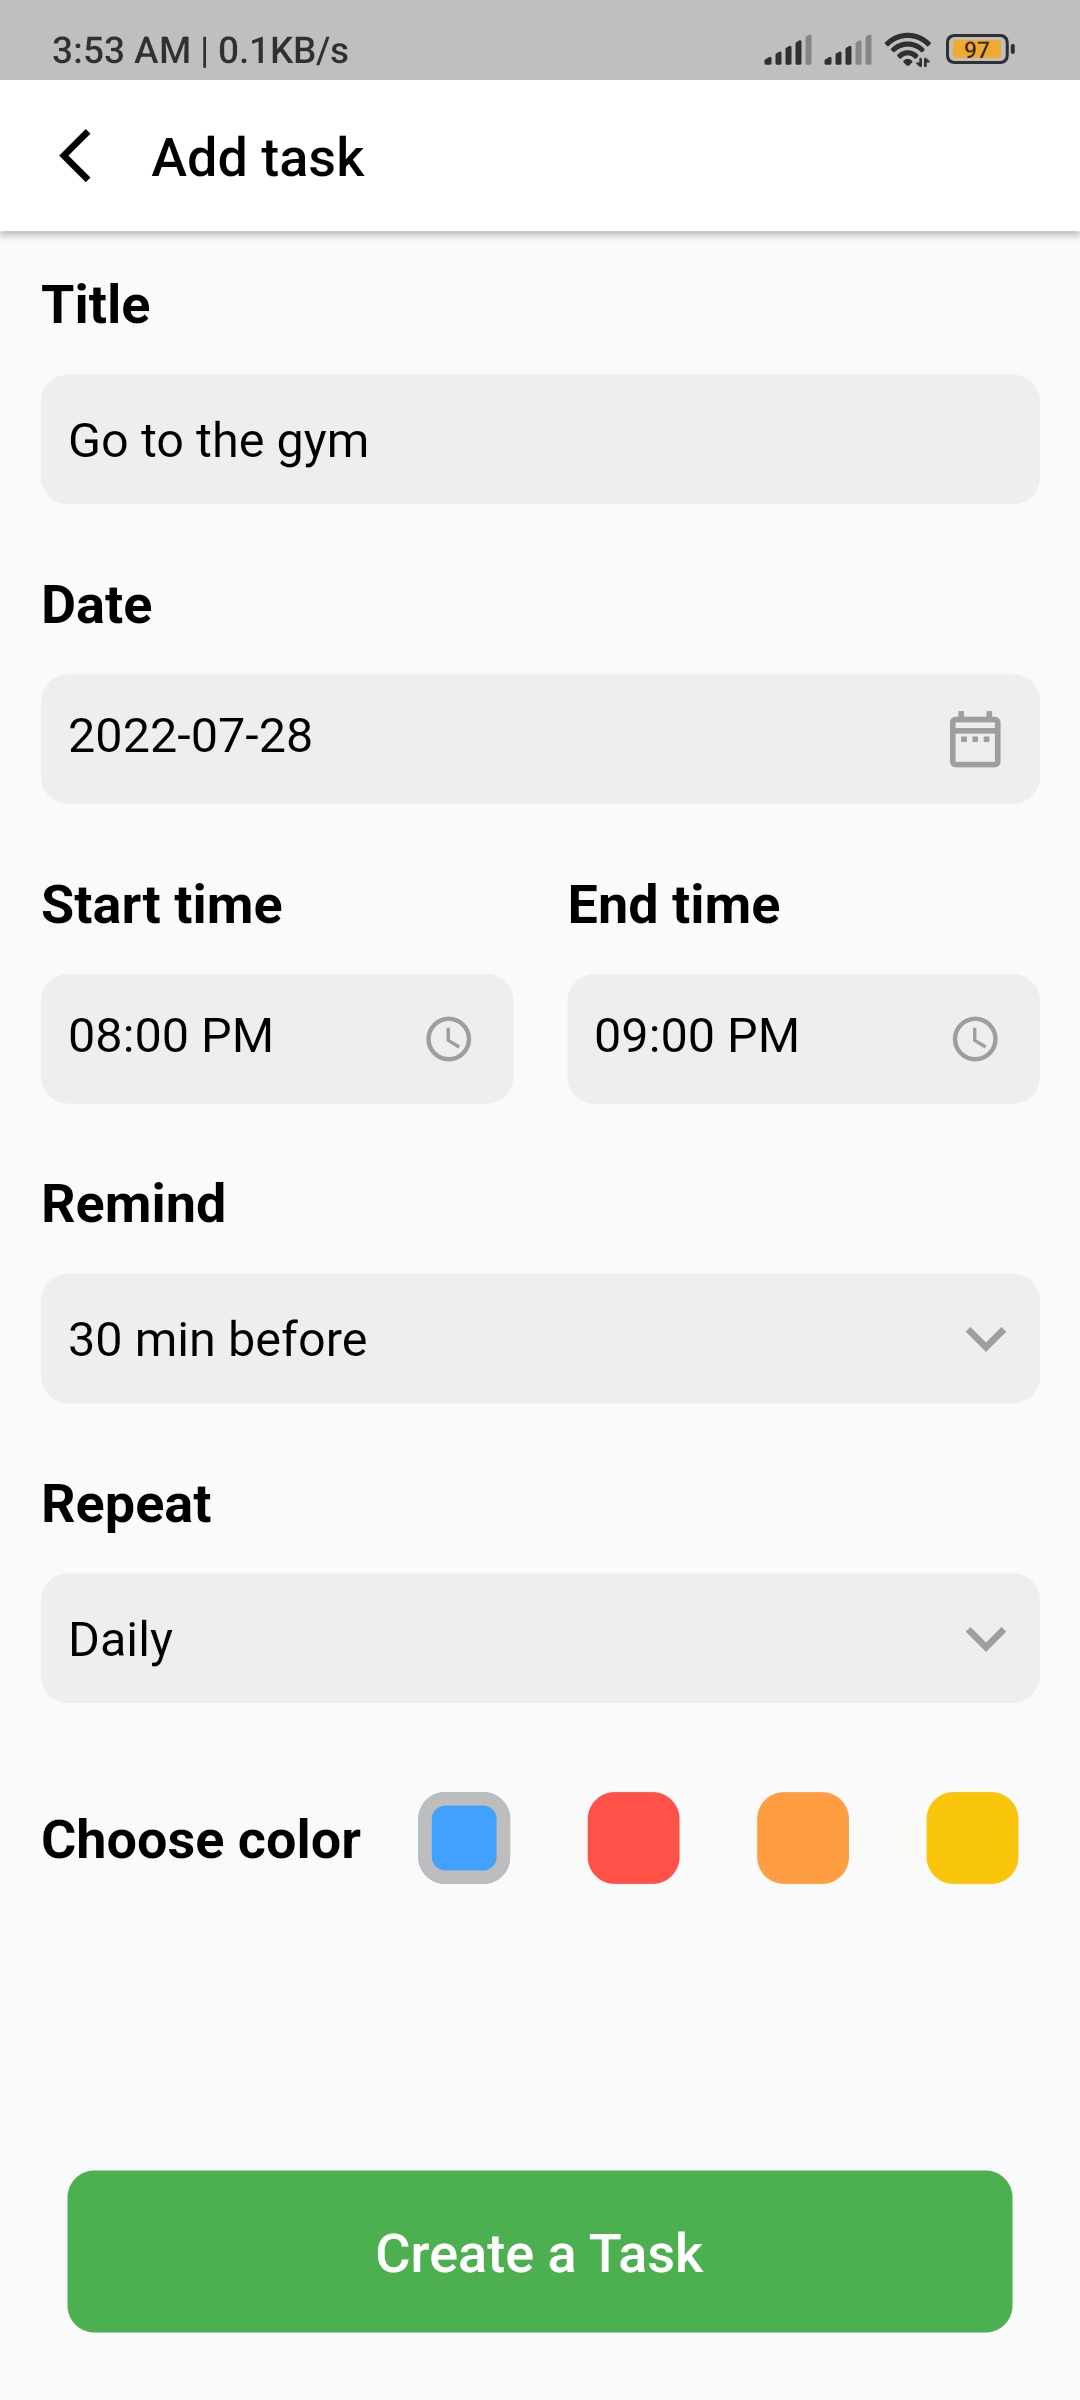 3:53 AM | 0.1KB/s 97
Add task
Title
Go to the gym
Date
2022-07-28
Start time End time
08:00 PM 09:00 PM
Remind
30 min before
Repeat
Daily
Choose color
Create a Task